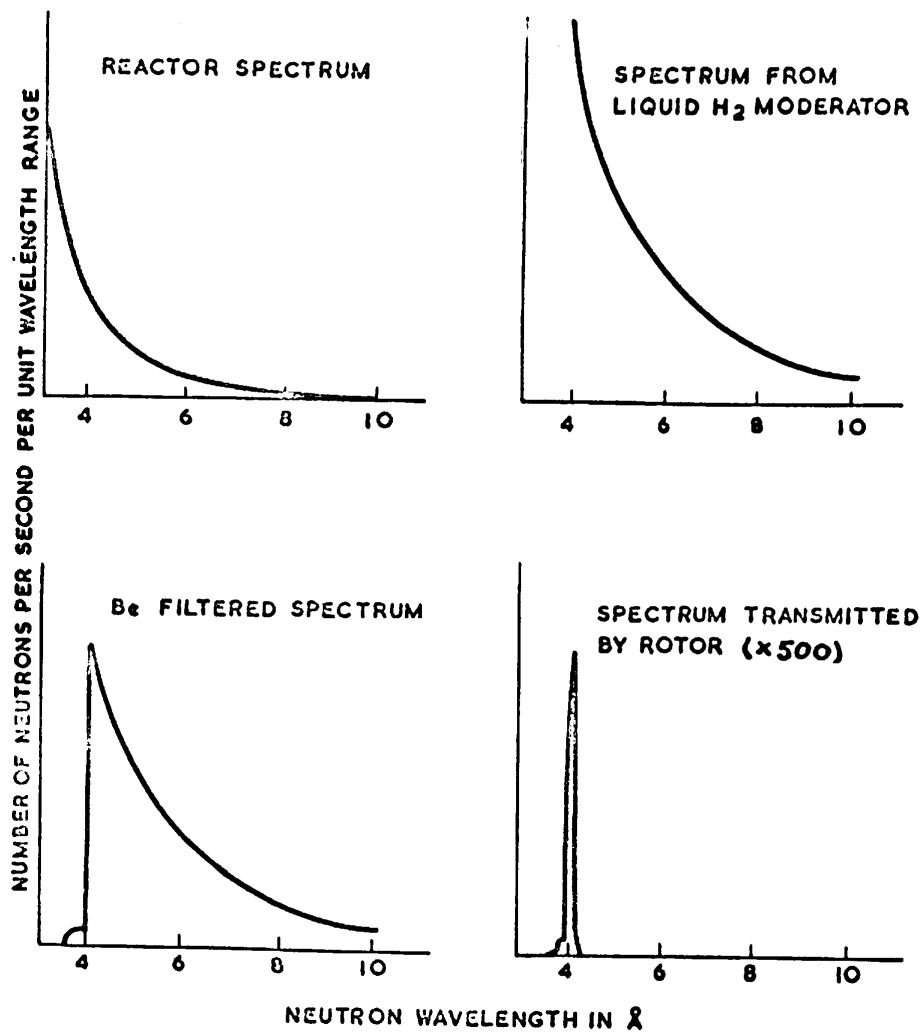 NUMBER OF NEUTRONS PER SECOND PER UNIT WAVELENGTH RANGE
REACTOR SPECTRUM
4 6 8 10
SPECTRUM FROM
LIQUID H₂ MODERATOR
4 6 8 10
Be FILTERED SPECTRUM
4 6 8 10
SPECTRUM TRANSMITTED
BY ROTOR (×500)
4 6 8 10
NEUTRON WAVELENGTH IN Å